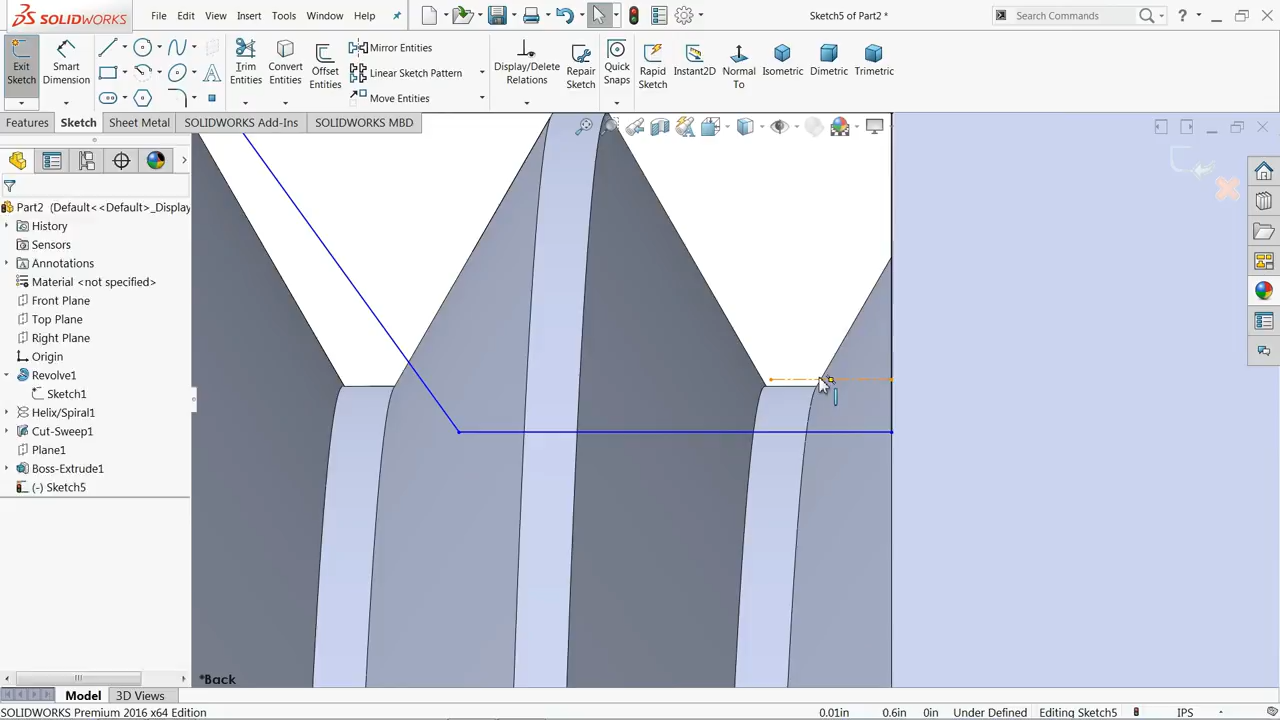 SOLIDWORKS File Edit View Insert Tools Window Help Sketch5 of Part2 * Search Commands ?
Exit Sketch
Smart Dimension
Trim Entities
Convert Entities
Offset Entities
Mirror Entities
Linear Sketch Pattern
Move Entities
Display/Delete Relations
Repair Sketch
Quick Snaps
Rapid Sketch
Instant2D
Normal To
Isometric
Dimetric
Trimetric
Features Sketch Sheet Metal SOLIDWORKS Add-Ins SOLIDWORKS MBD
Part2 (Default<<Default>_Display
History
Sensors
Annotations
Material <not specified>
Front Plane
Top Plane
Right Plane
Origin
Revolve1
Sketch1
Helix/Spiral1
Cut-Sweep1
Plane1
Boss-Extrude1
(-) Sketch5
*Back
Model 3D Views
SOLIDWORKS Premium 2016 x64 Edition 0.01in 0.6in 0in Under Defined Editing Sketch5 IPS